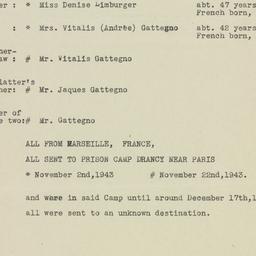 er : * Miss Denise Limburger abt. 47 years
French born,
: * Mrs. Vitalis (Andrée) Gattegno abt. 42 years
French born,
her-
aw : # Mr. Vitalis Gattegno
latter's
her: # Mr. Jaques Gattegno
er of
e two:# Mr. Gattegno
ALL FROM MARSEILLE, FRANCE,
ALL SENT TO PRISON CAMP DRANCY NEAR PARIS
* November 2nd,1943 # November 22nd,1943.
and were in said Camp until around December 17th,1
all were sent to an unknown destination.